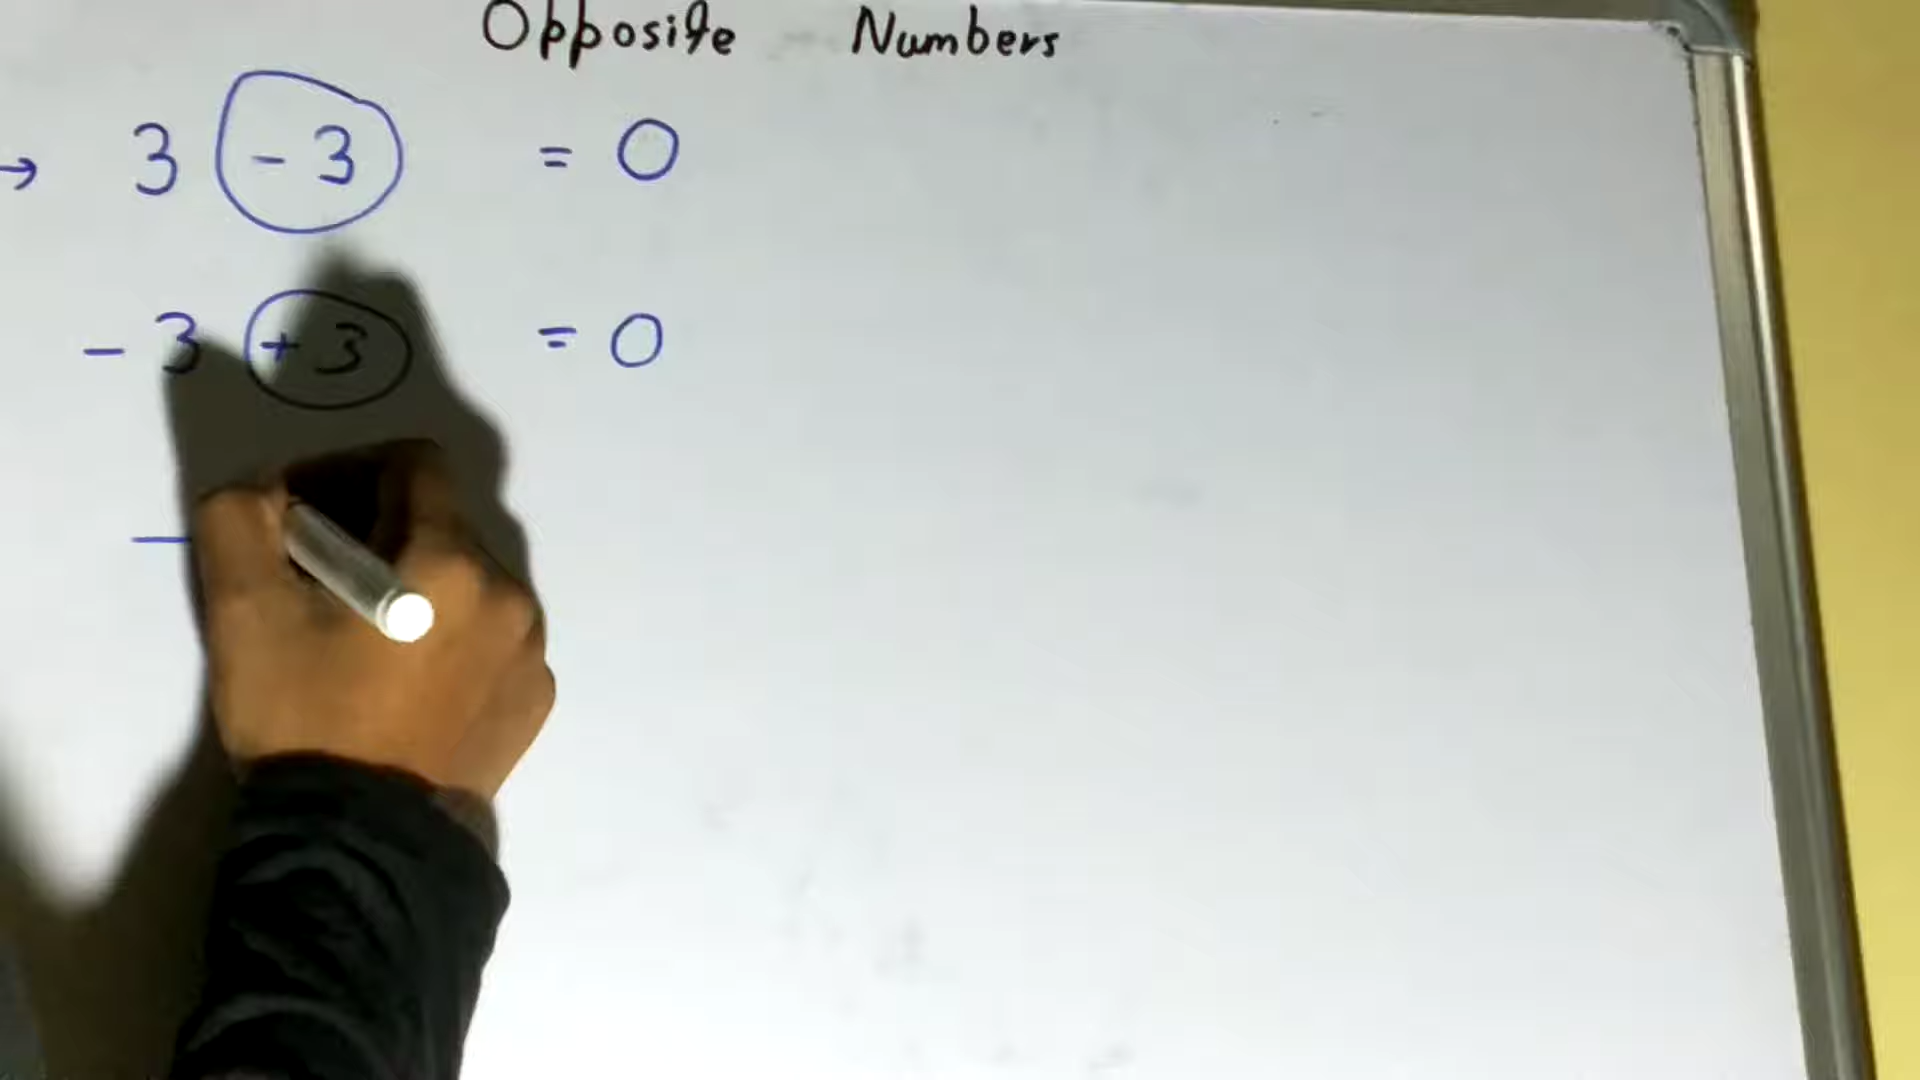 Opposite Numbers
→ 3 - 3 = 0
- 3 + 3 = 0
-